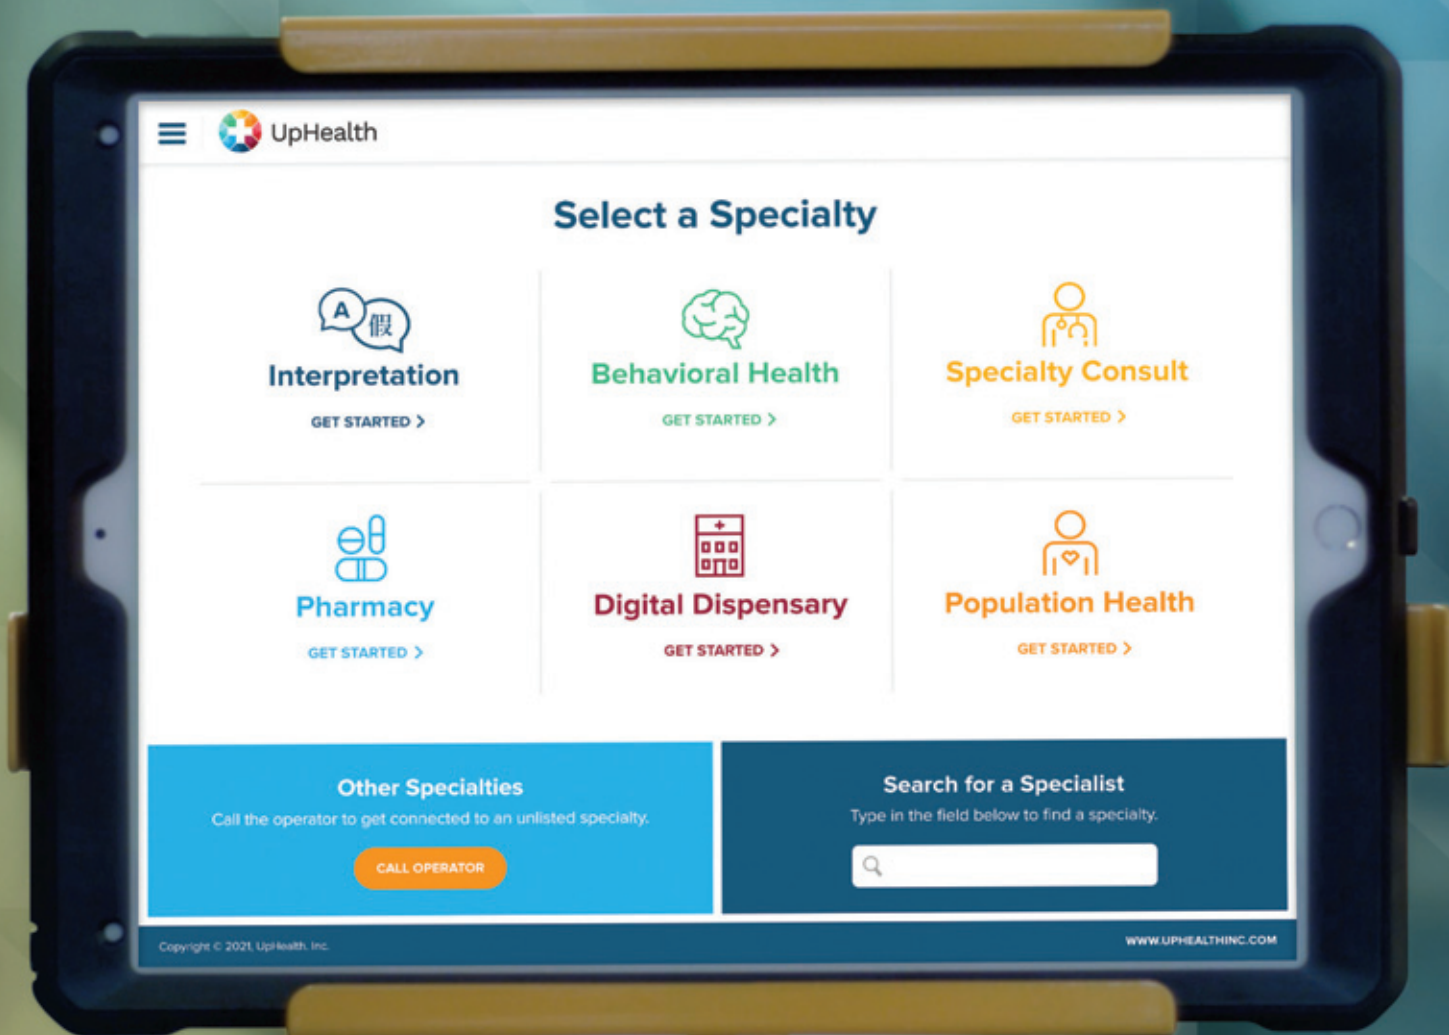 UpHealth
Select a Specialty
A
假
Interpretation
GET STARTED >
Behavioral Health
GET STARTED >
Specialty Consult
GET STARTED >
Pharmacy
GET STARTED >
Digital Dispensary
GET STARTED >
Population Health
GET STARTED >
Other Specialties
Call the operator to get connected to an unlisted specialty.
CALL OPERATOR
Search for a Specialist
Type in the field below to find a specialty.
Copyright © 2021, UpHealth, Inc.
WWW.UPHEALTHINC.COM